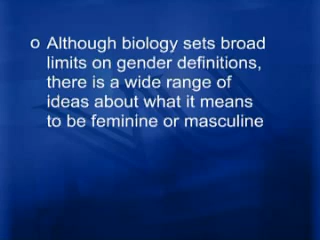 o Although biology sets broad
limits on gender definitions,
there is a wide range of
ideas about what it means
to be feminine or masculine